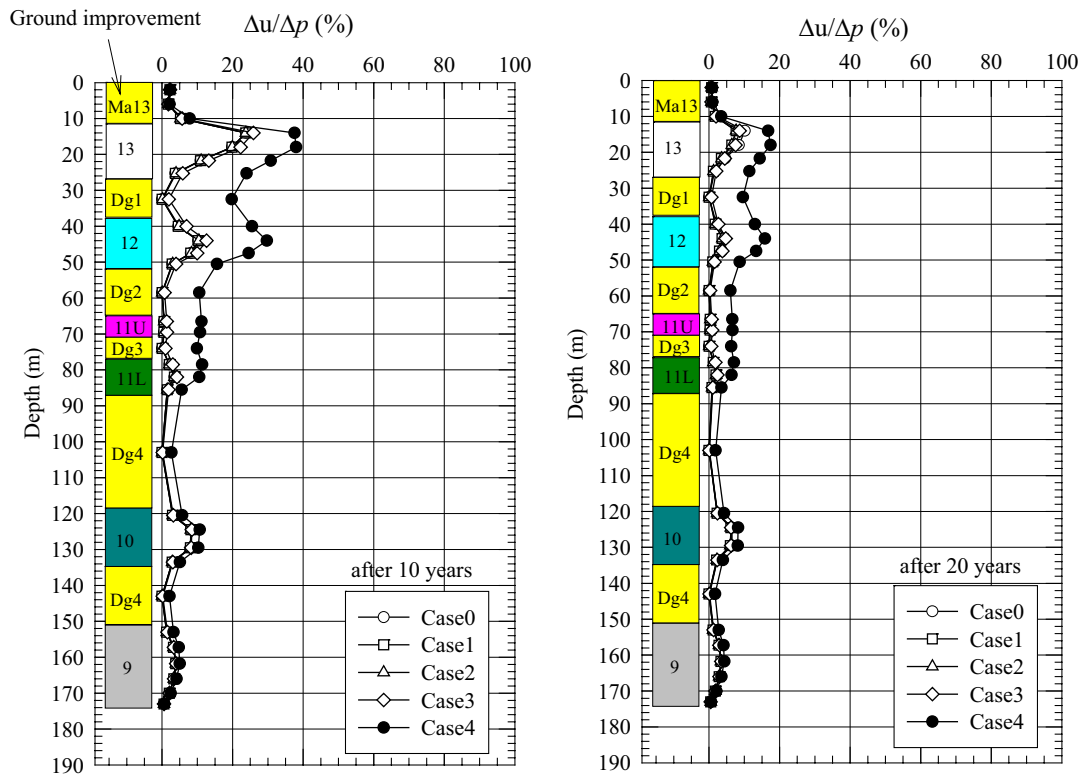 Ground improvement
Δu/Δp (%)
0 20 40 60 80 100
0
10
20
30
40
50
60
70
80
90
100
110
120
130
140
150
160
170
180
190
Depth (m)
Ma13
13
Dg1
12
Dg2
11U
Dg3
11L
Dg4
10
Dg4
9
after 10 years
Case0
Case1
Case2
Case3
Case4
Δu/Δp (%)
0 20 40 60 80 100
0
10
20
30
40
50
60
70
80
90
100
110
120
130
140
150
160
170
180
190
Depth (m)
Ma13
13
Dg1
12
Dg2
11U
Dg3
11L
Dg4
10
Dg4
9
after 20 years
Case0
Case1
Case2
Case3
Case4